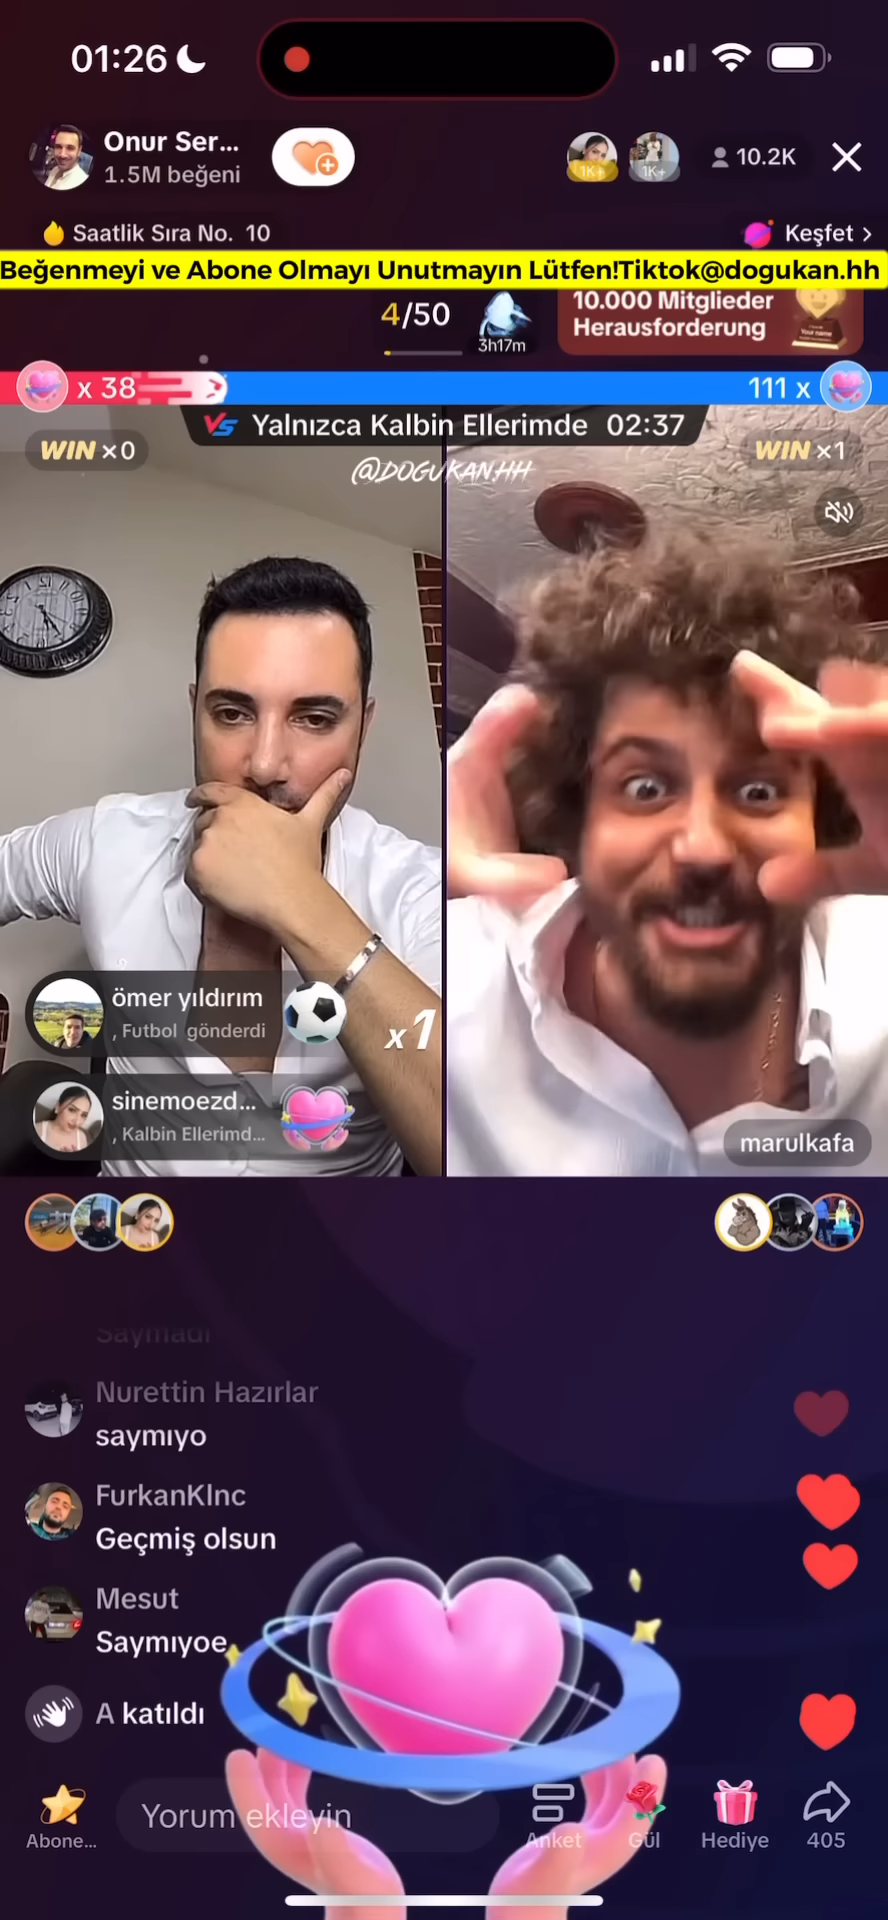 01:26
Onur Ser...
1.5M beğeni
1K+
1K+
10.2K
Saatlik Sıra No. 10
Keşfet >
Beğenmeyi ve Abone Olmayı Unutmayın Lütfen!Tiktok@dogukan.hh
4/50
3h17m
10.000 Mitglieder
Herausforderung
x 38
111 x
VS Yalnızca Kalbin Ellerimde 02:37
WIN x0
WIN x1
@DOGUKAN.HH
ömer yıldırım
, Futbol gönderdi
x1
sinemoezd...
, Kalbin Ellerimd...
marulkafa
Saymadı
Nurettin Hazırlar
saymıyo
FurkanKlnc
Geçmiş olsun
Mesut
Saymıyoe
A katıldı
Yorum ekleyin
Abone...
Anket
Gül
Hediye
405